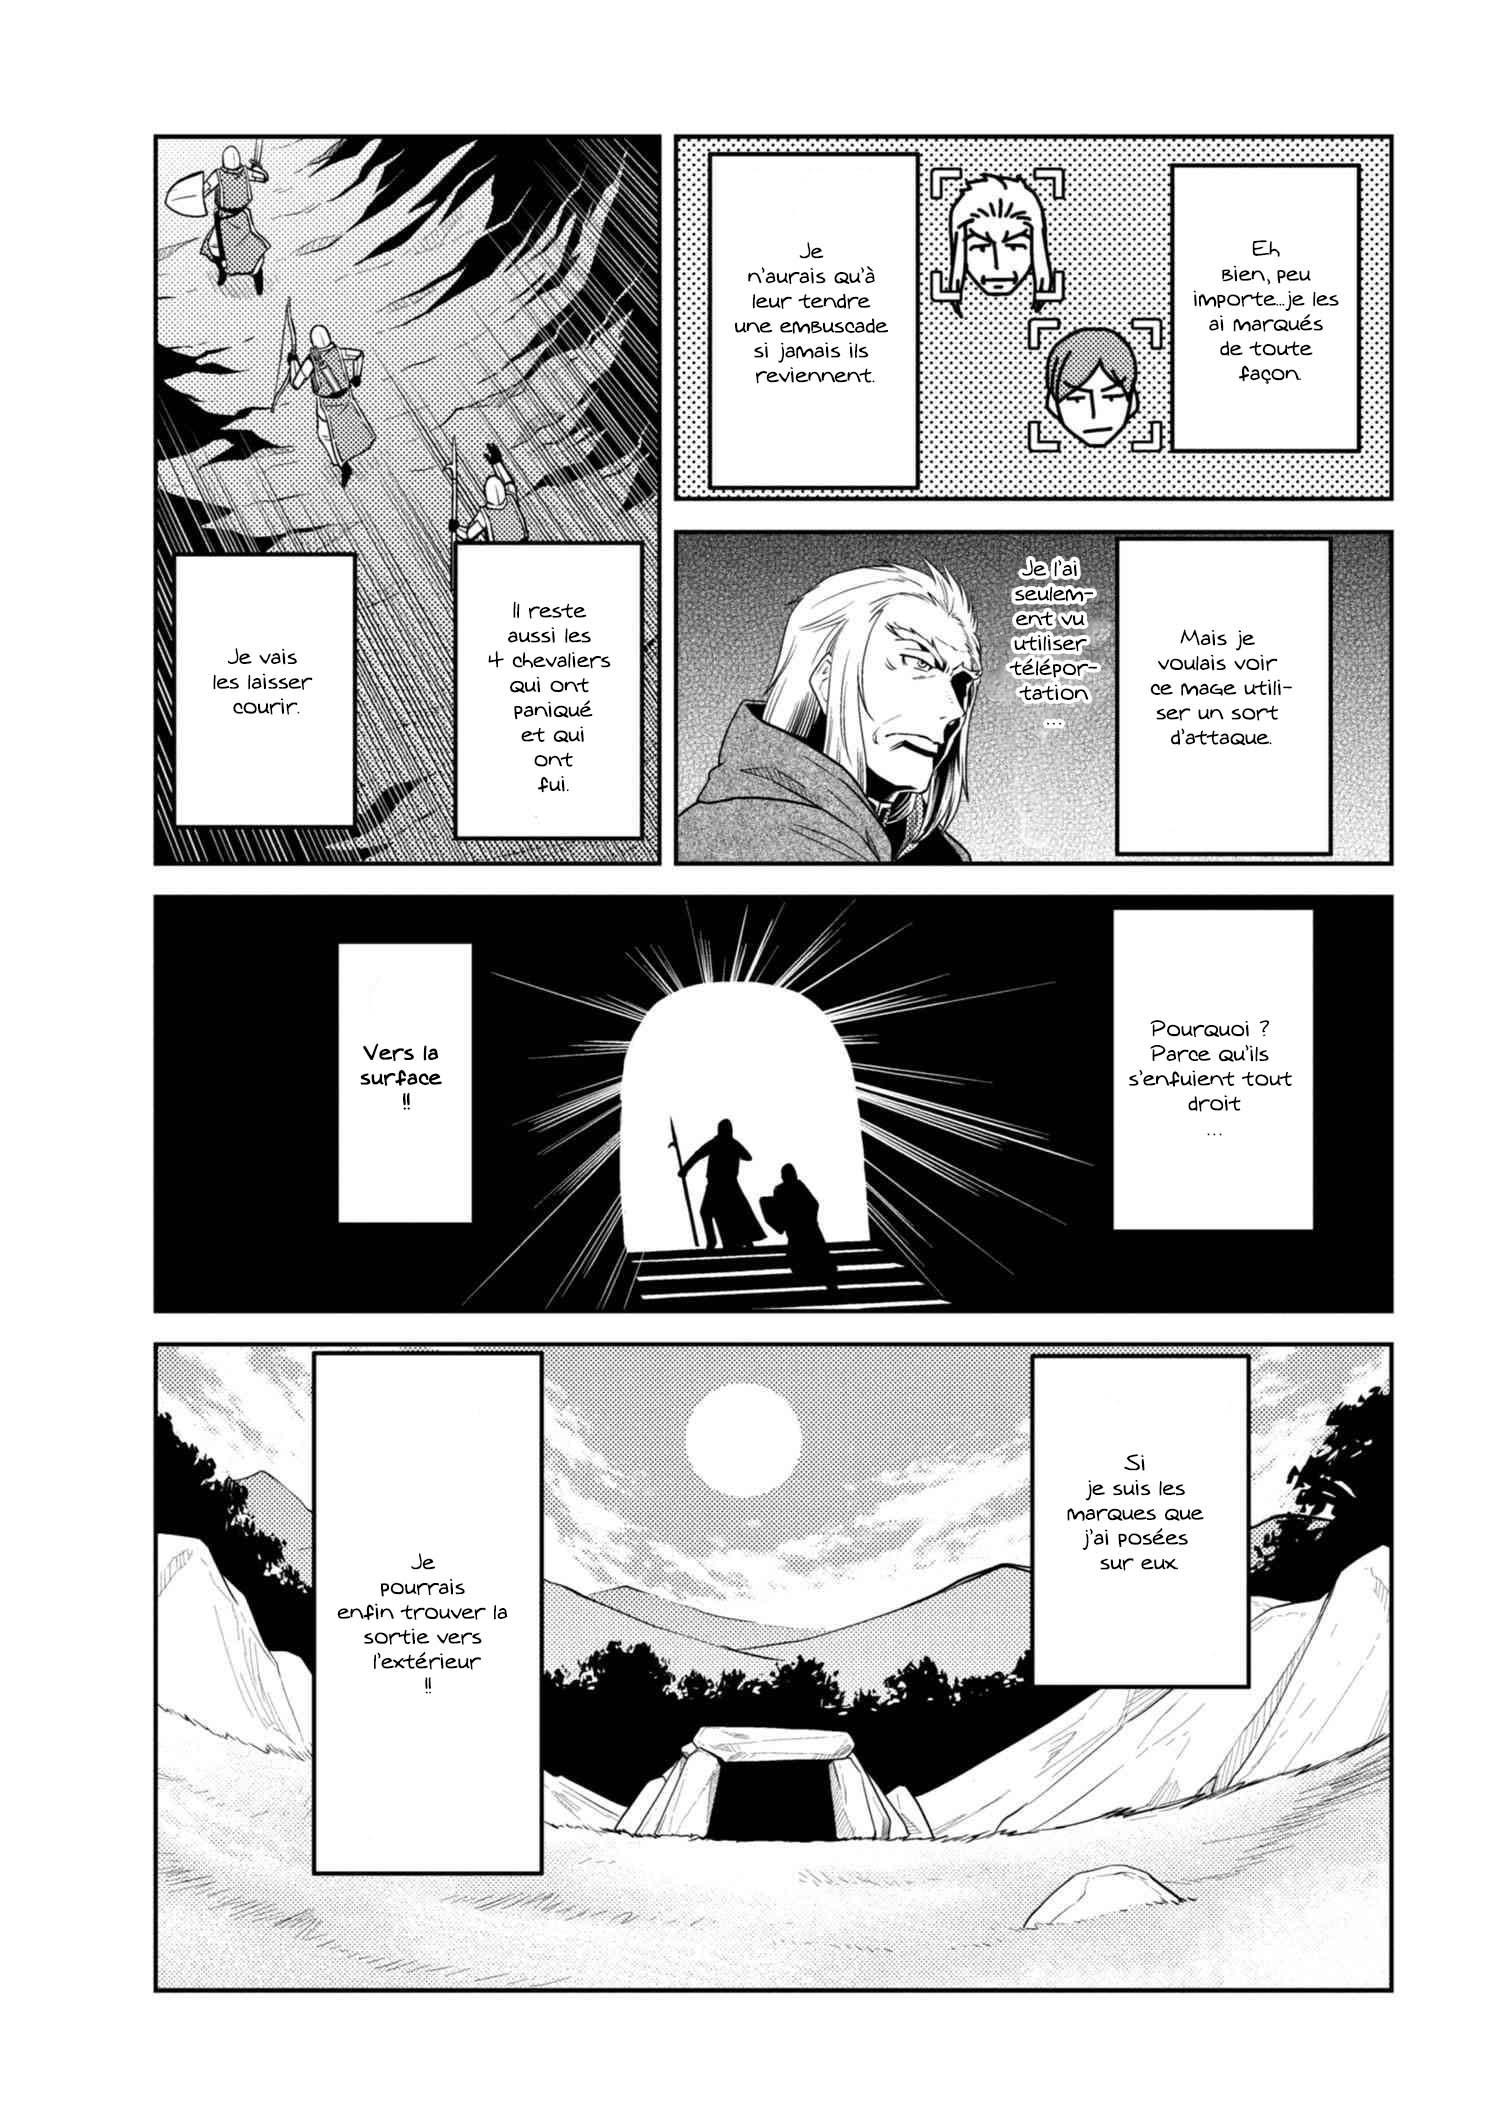 Eh
bien, peu
importe...je les
ai marqués
de toute
façon.
Je
n'aurais qu'à
leur tendre
une embuscade
si jamais ils
reviennent.
Mais je
voulais voir
ce mage utili-
ser un sort
d'attaque.
Je l'ai
seulem-
ent vu
utiliser
télépor-
tation
...
Il reste
aussi les
4 chevaliers
qui ont
paniqué
et qui
ont
fui.
Je vais
les laisser
courir.
Pourquoi ?
Parce qu'ils
s'enfuient tout
droit
...
Vers la
surface
!!
Si
je suis les
marques que
j'ai posées
sur eux
Je
pourrais
enfin trouver la
sortie vers
l'extérieur
!!